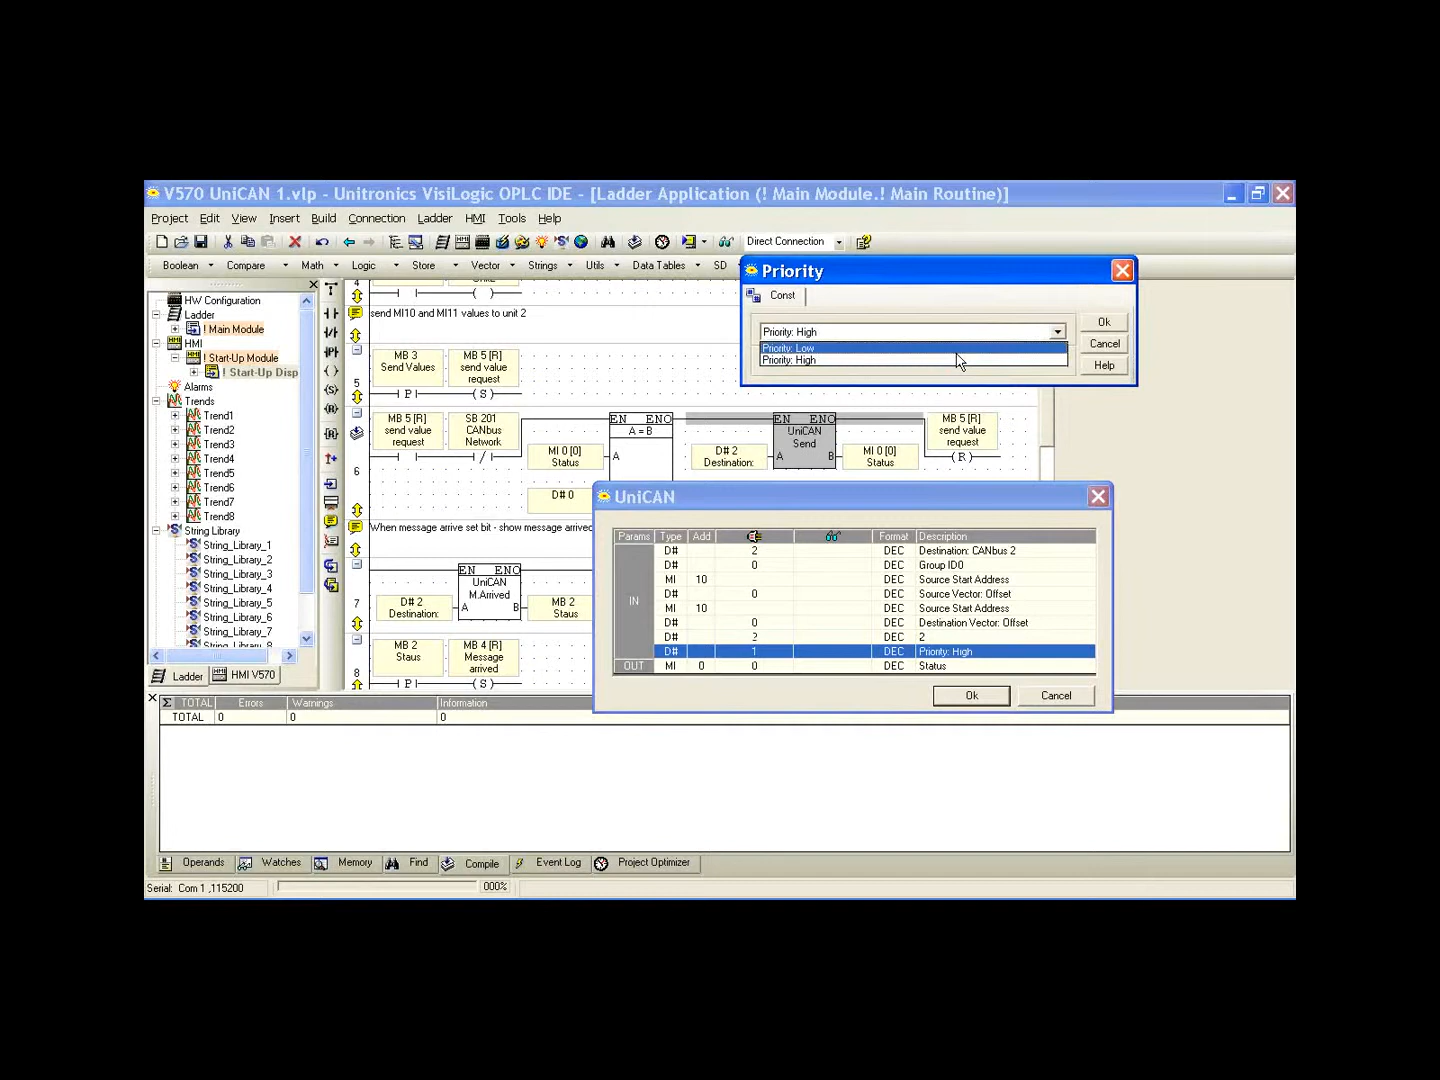 V570 UniCAN 1.vlp - Unitronics VisiLogic OPLC IDE - [Ladder Application (! Main Module.! Main Routine)]
Project Edit View Insert Build Connection Ladder HMI Tools Help
Direct Connection
Boolean Compare Math Logic Store Vector Strings Utils Data Tables SD
HW Configuration
Ladder
! Main Module
HMI
! Start-Up Module
! Start-Up Disp
Alarms
Trends
Trend1
Trend2
Trend3
Trend4
Trend5
Trend6
Trend7
Trend8
String Library
String_Library_1
String_Library_2
String_Library_3
String_Library_4
String_Library_5
String_Library_6
String_Library_7
Ladder HMI V570
4
send MI10 and MI11 values to unit 2
5
MB 3
Send Values
MB 5 [R]
send value
request
P (S)
6
MB 5 [R]
send value
request
SB 201
CANbus
Network
MI 0 [0]
Status
D# 0
EN ENO
A = B
A
D# 2
Destination:
EN ENO
UniCAN
Send
A B
MI 0 [0]
Status
MB 5 [R]
send value
request
(R)
When message arrive set bit - show message arrived
7
D# 2
Destination:
EN ENO
UniCAN
M.Arrived
A B
MB 2
Staus
8
MB 2
Staus
MB 4 [R]
Message
arrived
P (S)
Priority
Const
Priority: High
Priority: Low
Priority: High
Ok
Cancel
Help
UniCAN
Params Type Add Format Description
IN
D# 2 DEC Destination: CANbus 2
D# 0 DEC Group ID0
MI 10 DEC Source Start Address
D# 0 DEC Source Vector: Offset
MI 10 DEC Source Start Address
D# 0 DEC Destination Vector: Offset
D# 2 DEC 2
D# 1 DEC Priority: High
OUT MI 0 0 DEC Status
Ok Cancel
Σ TOTAL Errors Warnings Information
TOTAL 0 0 0
Operands Watches Memory Find Compile Event Log Project Optimizer
Serial: Com 1 ,115200 000%